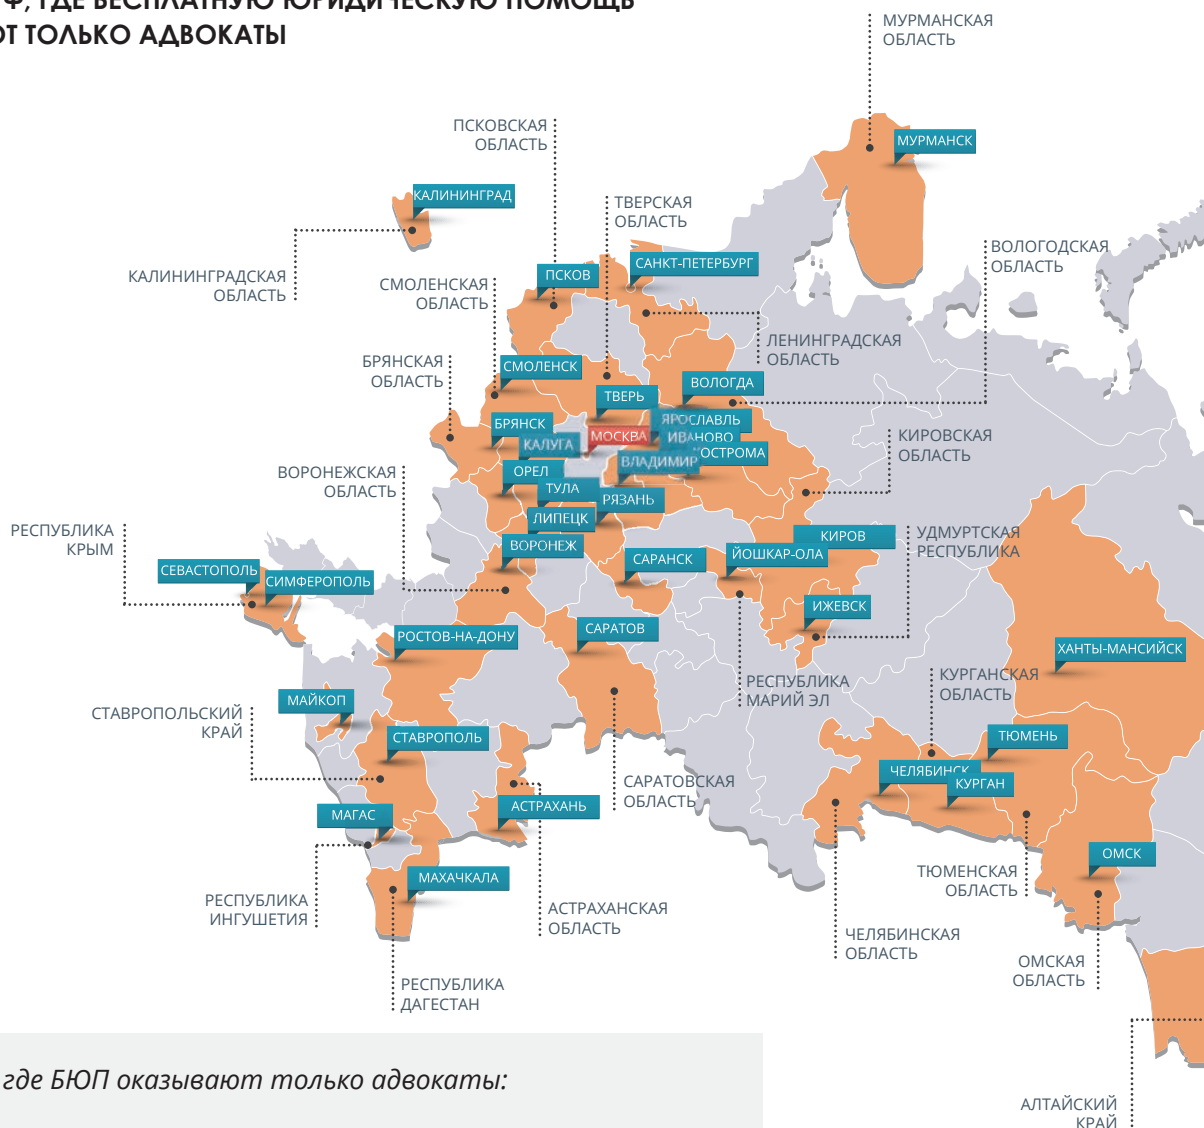 Ф, ГДЕ БЕСПЛАТНУЮ ЮРИДИЧЕСКУЮ ПОМОЩЬ
ОТ ТОЛЬКО АДВОКАТЫ
МУРМАНСКАЯ
ОБЛАСТЬ
МУРМАНСК
ПСКОВСКАЯ
ОБЛАСТЬ
КАЛИНИНГРАД
ТВЕРСКАЯ
ОБЛАСТЬ
ВОЛОГОДСКАЯ
ОБЛАСТЬ
КАЛИНИНГРАДСКАЯ
ОБЛАСТЬ
СМОЛЕНСКАЯ
ОБЛАСТЬ
ПСКОВ
САНКТ-ПЕТЕРБУРГ
ЛЕНИНГРАДСКАЯ
ОБЛАСТЬ
БРЯНСКАЯ
ОБЛАСТЬ
СМОЛЕНСК
ТВЕРЬ
ВОЛОГДА
БРЯНСК
КАЛУГА
МОСКВА
ЯРОСЛАВЛЬ
ИВАНОВО
КОСТРОМА
ВЛАДИМИР
КИРОВСКАЯ
ОБЛАСТЬ
ВОРОНЕЖСКАЯ
ОБЛАСТЬ
ОРЕЛ
ТУЛА
РЯЗАНЬ
ЛИПЕЦК
ВОРОНЕЖ
РЕСПУБЛИКА
КРЫМ
СЕВАСТОПОЛЬ
СИМФЕРОПОЛЬ
САРАНСК
ЙОШКАР-ОЛА
КИРОВ
УДМУРТСКАЯ
РЕСПУБЛИКА
ИЖЕВСК
РОСТОВ-НА-ДОНУ
САРАТОВ
ХАНТЫ-МАНСИЙСК
РЕСПУБЛИКА
МАРИЙ ЭЛ
КУРГАНСКАЯ
ОБЛАСТЬ
МАЙКОП
СТАВРОПОЛЬСКИЙ
КРАЙ
СТАВРОПОЛЬ
ТЮМЕНЬ
ЧЕЛЯБИНСК
КУРГАН
САРАТОВСКАЯ
ОБЛАСТЬ
МАГАС
АСТРАХАНЬ
ОМСК
МАХАЧКАЛА
ТЮМЕНСКАЯ
ОБЛАСТЬ
РЕСПУБЛИКА
ИНГУШЕТИЯ
АСТРАХАНСКАЯ
ОБЛАСТЬ
ЧЕЛЯБИНСКАЯ
ОБЛАСТЬ
ОМСКАЯ
ОБЛАСТЬ
РЕСПУБЛИКА
ДАГЕСТАН
где БЮП оказывают только адвокаты:
АЛТАЙСКИЙ
КРАЙ